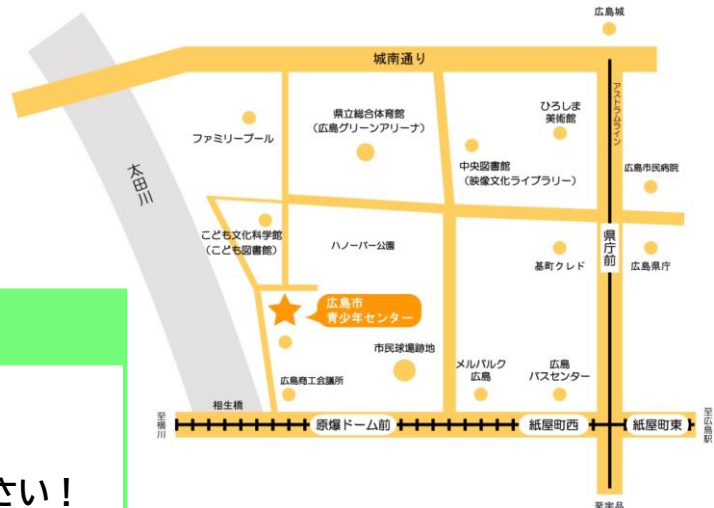 広島城
城南通り
アストラムライン
ファミリープール
県立総合体育館
（広島グリーンアリーナ）
ひろしま
美術館
中央図書館
（映像文化ライブラリー）
広島市民病院
太田川
こども文化科学館
（こども図書館）
ハノーバー公園
基町クレド
県庁前
広島県庁
広島市
青少年センター
市民球場跡地
メルパルク
広島
広島
バスセンター
広島商工会議所
相生橋
至横川
原爆ドーム前
紙屋町西
紙屋町東
至広島駅
さい！
至宇品